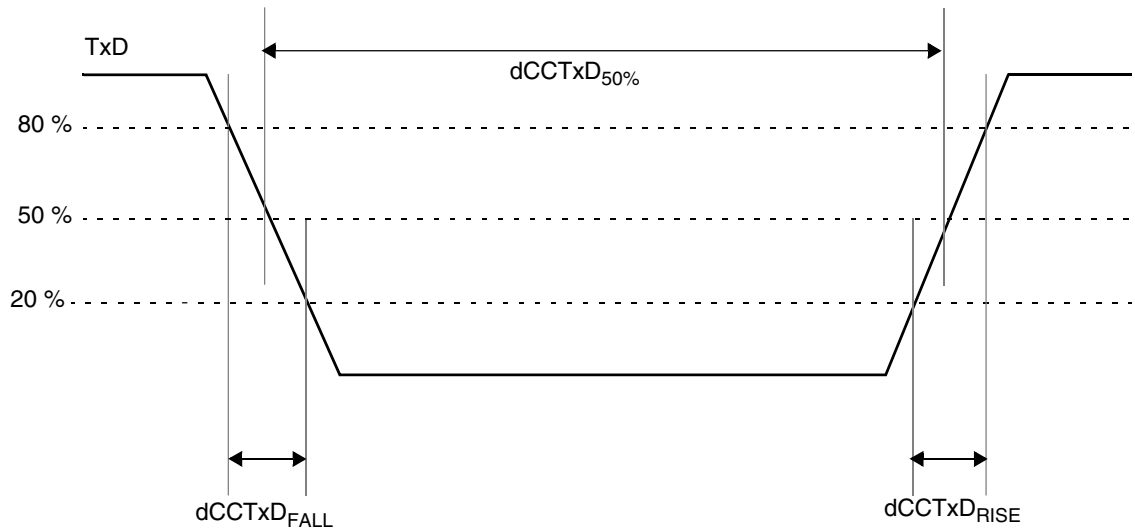 TxD
dCCTxD50%
80 %
50 %
20 %
dCCTxDFALL
dCCTxDRISE